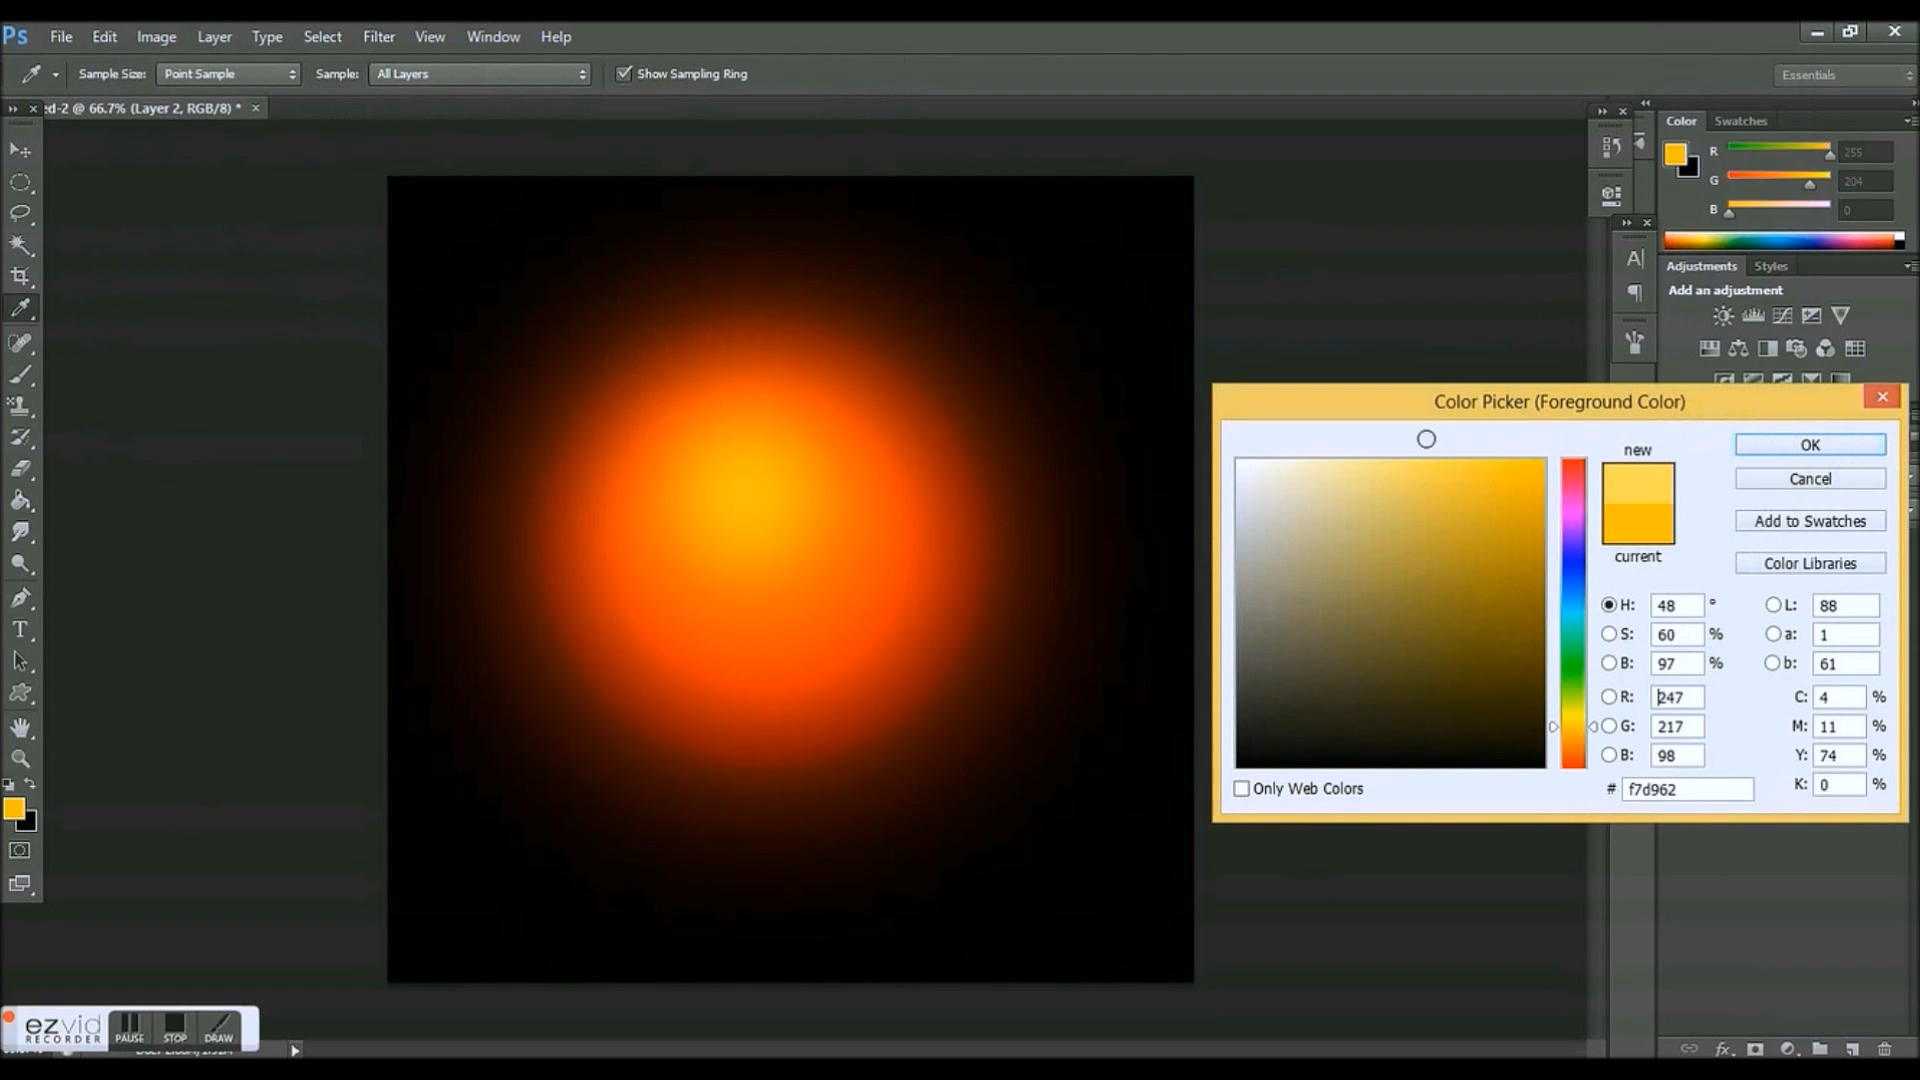 Ps File Edit Image Layer Type Select Filter View Window Help
Sample Size: Point Sample Sample: All Layers Show Sampling Ring Essentials
ed-2 @ 66.7% (Layer 2, RGB/8) *
Color Swatches
R 255
G 204
B 0
Adjustments Styles
Add an adjustment
Color Picker (Foreground Color)
new
current
OK
Cancel
Add to Swatches
Color Libraries
H: 48 °
S: 60 %
B: 97 %
R: 247
G: 217
B: 98
# f7d962
L: 88
a: 1
b: 61
C: 4 %
M: 11 %
Y: 74 %
K: 0 %
Only Web Colors
ezvid
RECORDER
PAUSE STOP DRAW